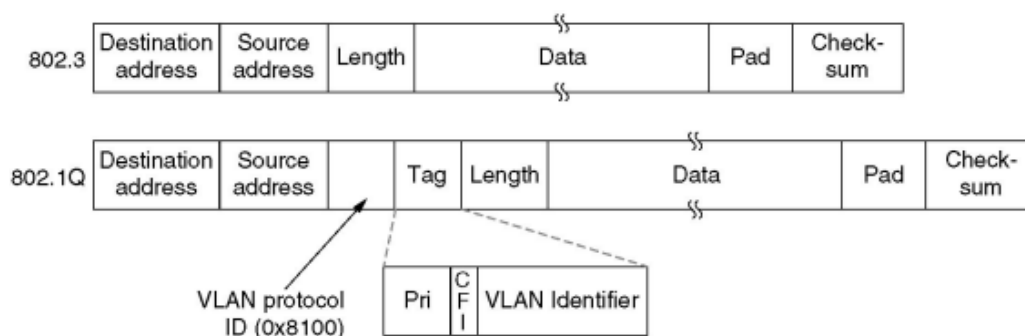 802.3
Destination
address
Source
address
Length
Data
Pad
Check-
sum
802.1Q
Destination
address
Source
address
Tag
Length
Data
Pad
Check-
sum
VLAN protocol
ID (0x8100)
Pri
C
F
I
VLAN Identifier